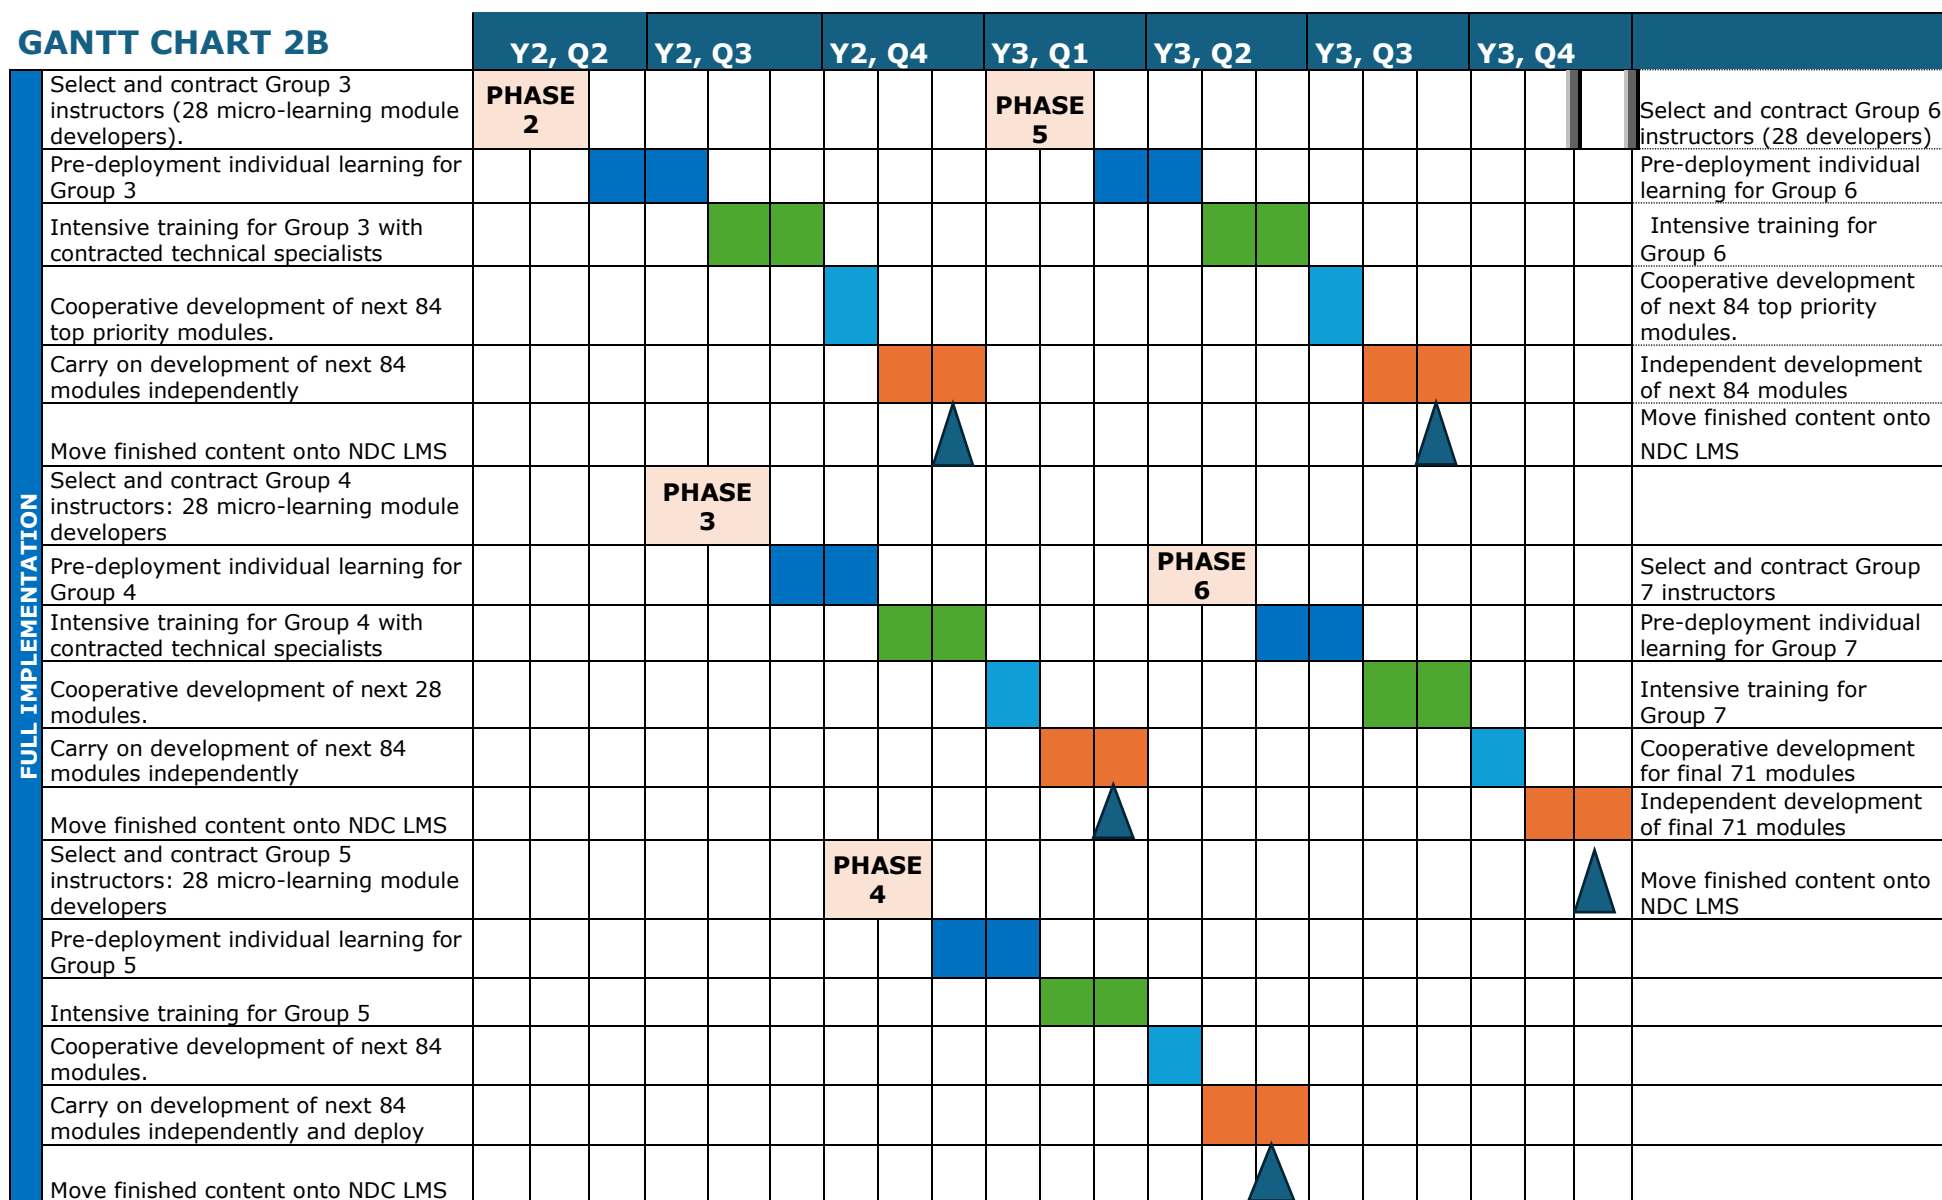 GANTT CHART 2B
Y2, Q2 Y2, Q3 Y2, Q4 Y3, Q1 Y3, Q2 Y3, Q3 Y3, Q4
FULL IMPLEMENTATION
Select and contract Group 3
instructors (28 micro-learning module
developers).
PHASE
2
PHASE
5
Select and contract Group 6
instructors (28 developers)
Pre-deployment individual learning for
Group 3
Pre-deployment individual
learning for Group 6
Intensive training for Group 3 with
contracted technical specialists
Intensive training for
Group 6
Cooperative development of next 84
top priority modules.
Cooperative development
of next 84 top priority
modules.
Carry on development of next 84
modules independently
Independent development
of next 84 modules
Move finished content onto NDC LMS
Move finished content onto
NDC LMS
Select and contract Group 4
instructors: 28 micro-learning module
developers
PHASE
3
Pre-deployment individual learning for
Group 4
PHASE
6
Select and contract Group
7 instructors
Intensive training for Group 4 with
contracted technical specialists
Pre-deployment individual
learning for Group 7
Cooperative development of next 28
modules.
Intensive training for
Group 7
Carry on development of next 84
modules independently
Cooperative development
for final 71 modules
Move finished content onto NDC LMS
Independent development
of final 71 modules
Select and contract Group 5
instructors: 28 micro-learning module
developers
PHASE
4
Move finished content onto
NDC LMS
Pre-deployment individual learning for
Group 5
Intensive training for Group 5
Cooperative development of next 84
modules.
Carry on development of next 84
modules independently and deploy
Move finished content onto NDC LMS